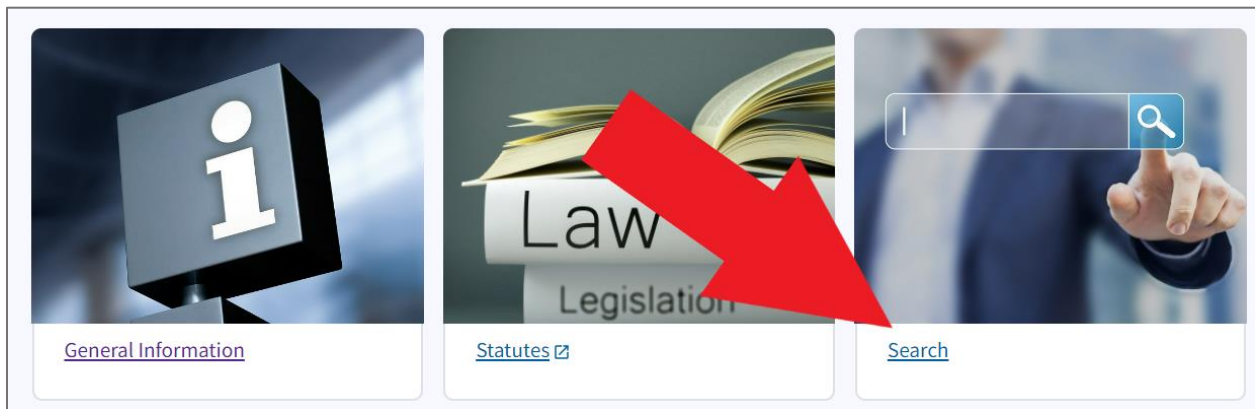 i
Law
Legislation
General Information
Statutes
Search